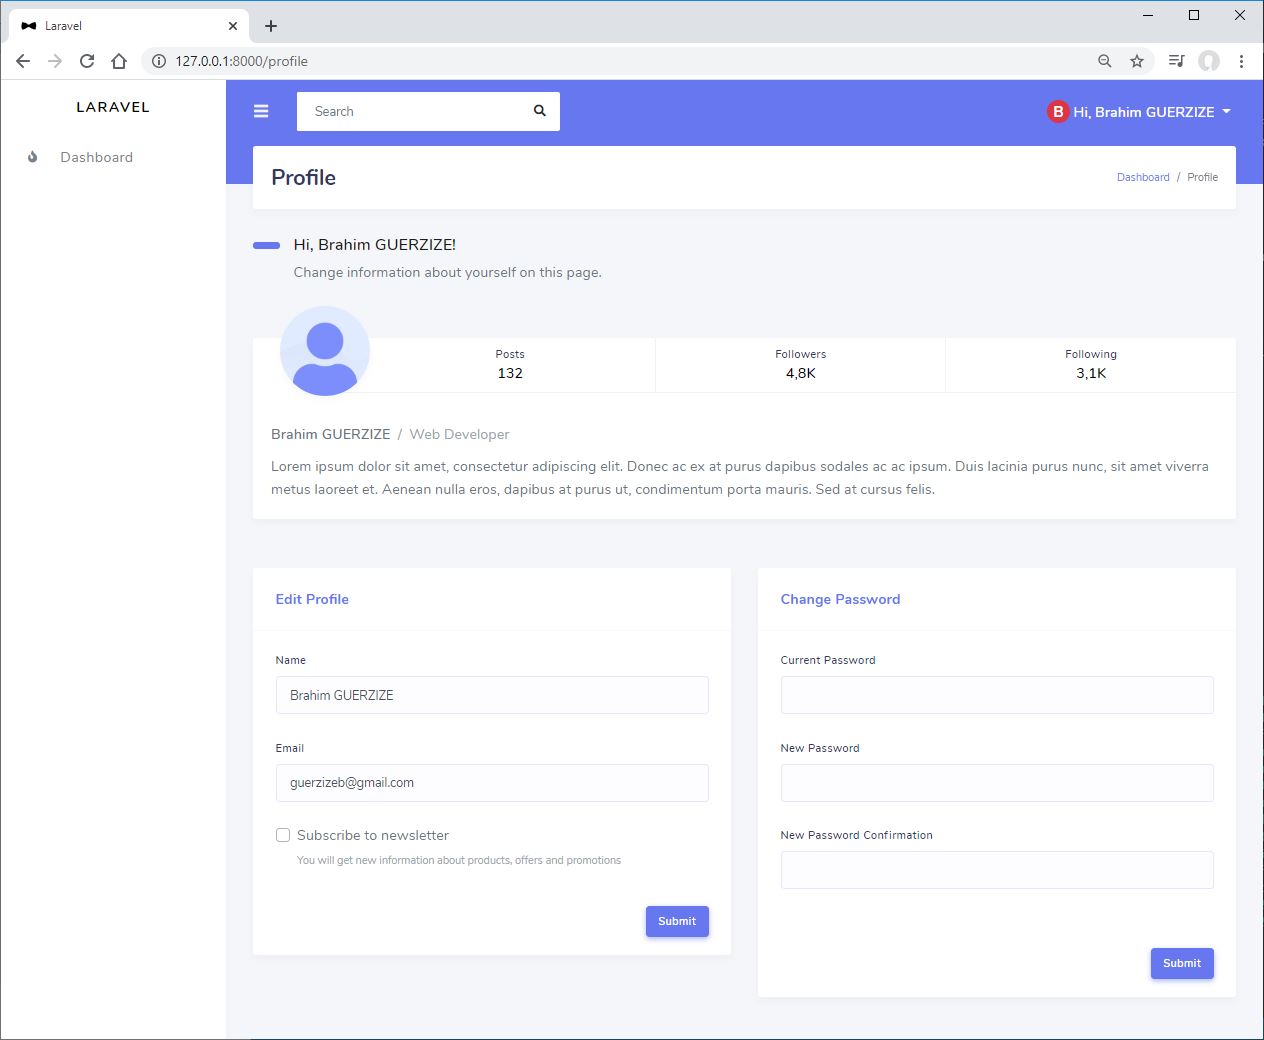 Laravel
127.0.0.1:8000/profile
LARAVEL
Search
B Hi, Brahim GUERZIZE
Dashboard
Profile
Dashboard / Profile
Hi, Brahim GUERZIZE!
Change information about yourself on this page.
Posts
132
Followers
4,8K
Following
3,1K
Brahim GUERZIZE / Web Developer
Lorem ipsum dolor sit amet, consectetur adipiscing elit. Donec ac ex at purus dapibus sodales ac ac ipsum. Duis lacinia purus nunc, sit amet viverra
metus laoreet et. Aenean nulla eros, dapibus at purus ut, condimentum porta mauris. Sed at cursus felis.
Edit Profile
Name
Brahim GUERZIZE
Email
guerzizeb@gmail.com
Subscribe to newsletter
You will get new information about products, offers and promotions
Submit
Change Password
Current Password
New Password
New Password Confirmation
Submit